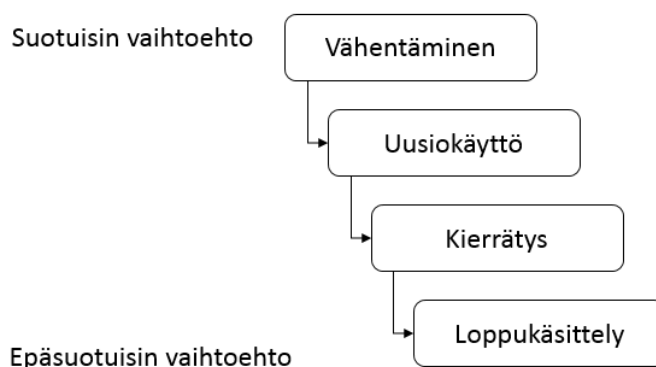 Suotuisin vaihtoehto
Vähentäminen
Uusiokäyttö
Kierrätys
Loppukäsittely
Epäsuotuisin vaihtoehto